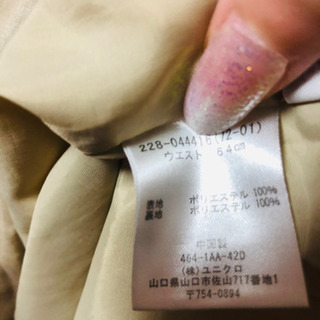 228-044416(72-01)
ウエスト 64cm
表地 ポリエステル 100%
裏地 ポリエステル 100%
中国製
464-1AA-42D
(株)ユニクロ
山口県山口市佐山717番地1
〒754-0894